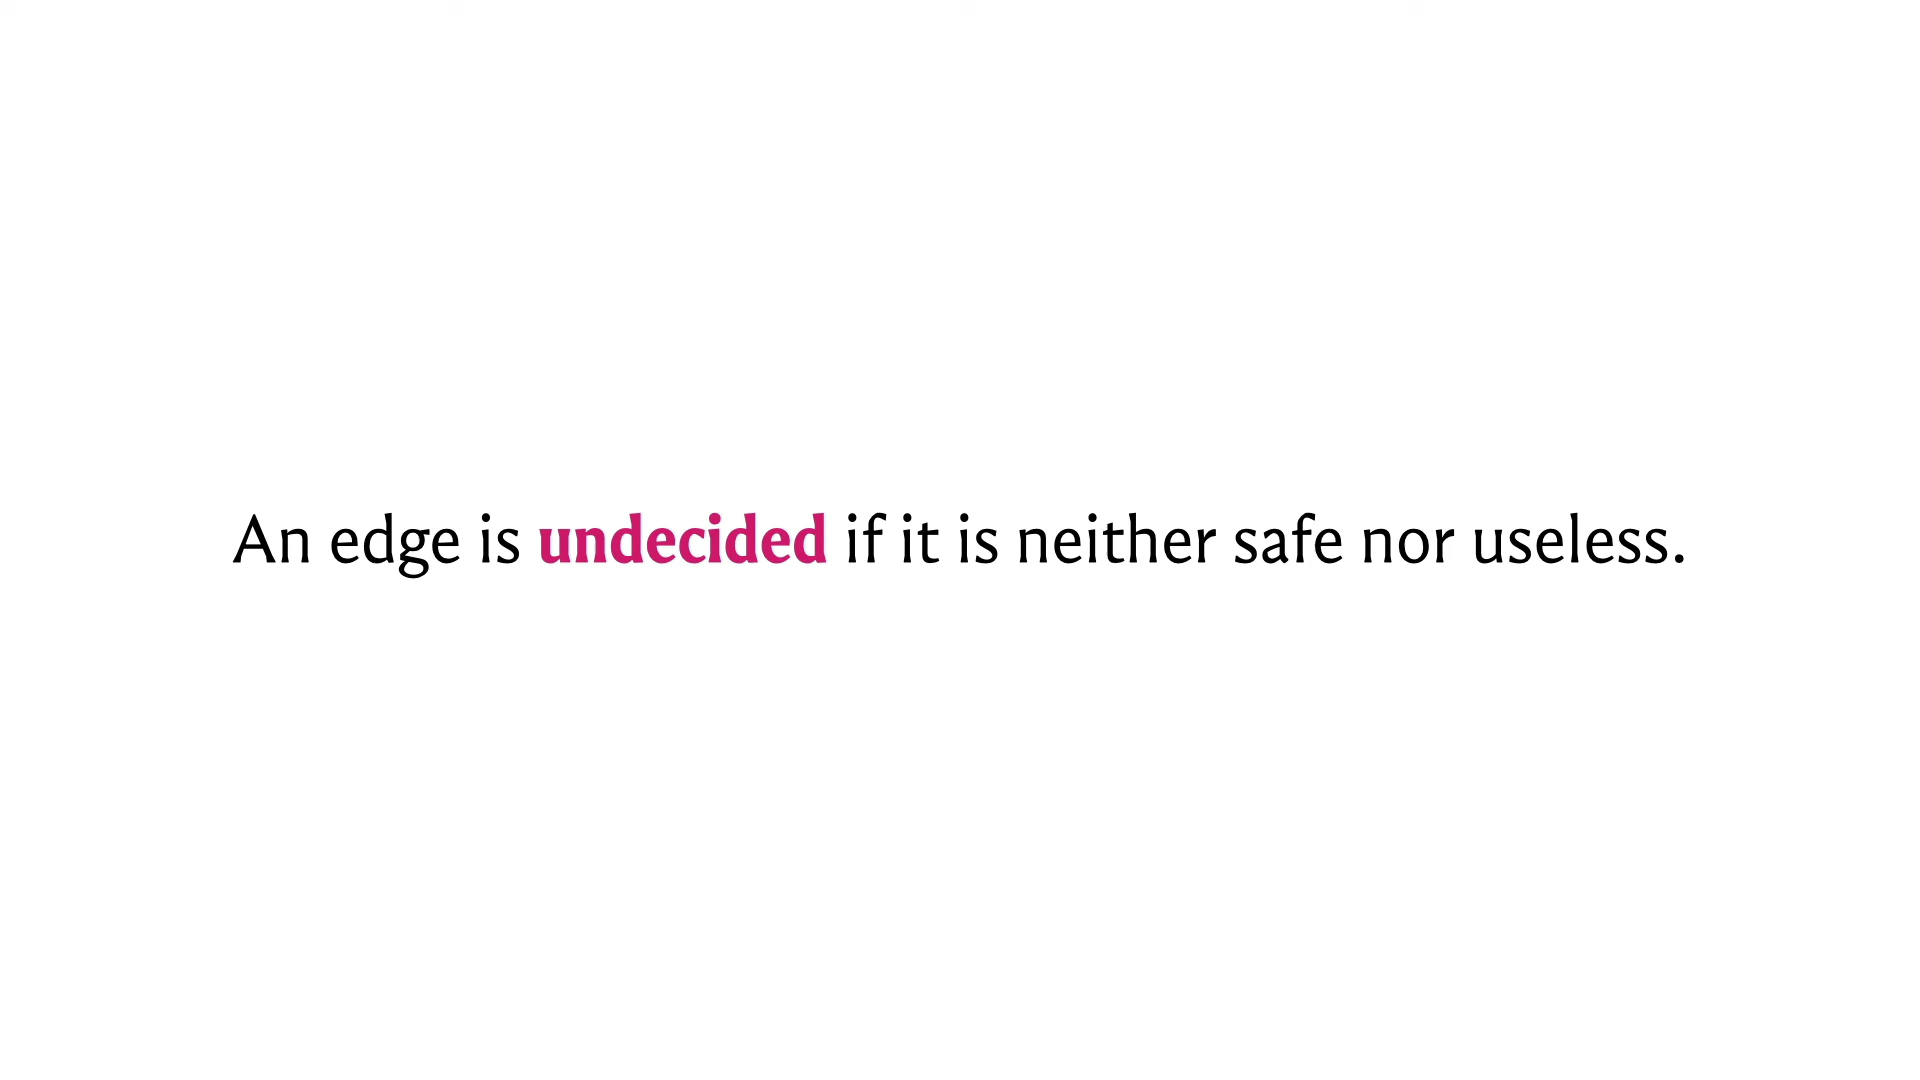 An edge is undecided if it is neither safe nor useless.